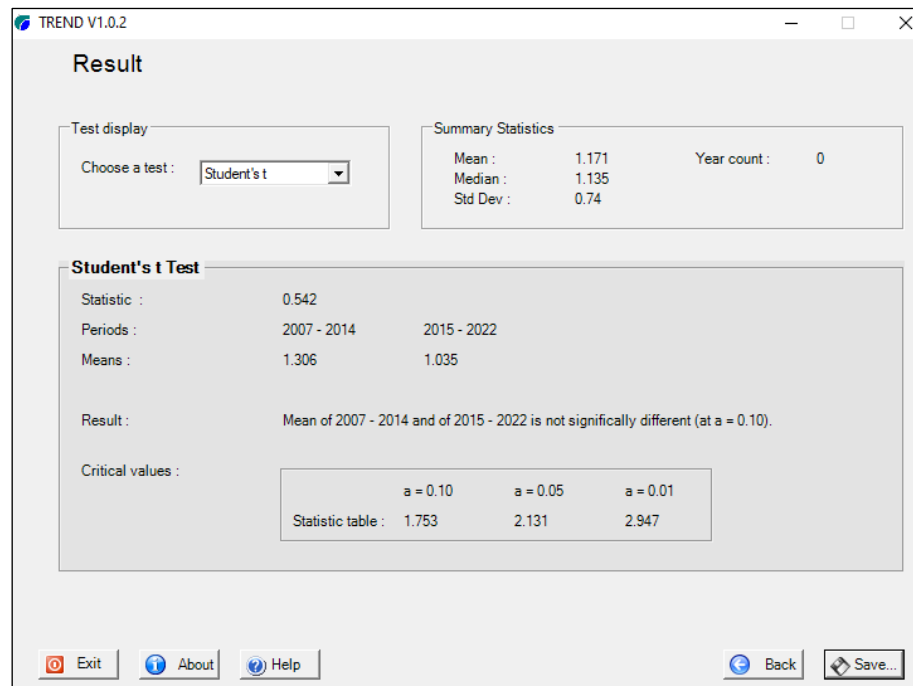 TREND V1.0.2
Result
Test display
Choose a test : Student's t
Summary Statistics
Mean : 1.171 Year count : 0
Median : 1.135
Std Dev : 0.74
Student's t Test
Statistic : 0.542
Periods : 2007 - 2014 2015 - 2022
Means : 1.306 1.035
Result : Mean of 2007 - 2014 and of 2015 - 2022 is not significally different (at a = 0.10).
Critical values :
a = 0.10 a = 0.05 a = 0.01
Statistic table : 1.753 2.131 2.947
Exit About Help Back Save...